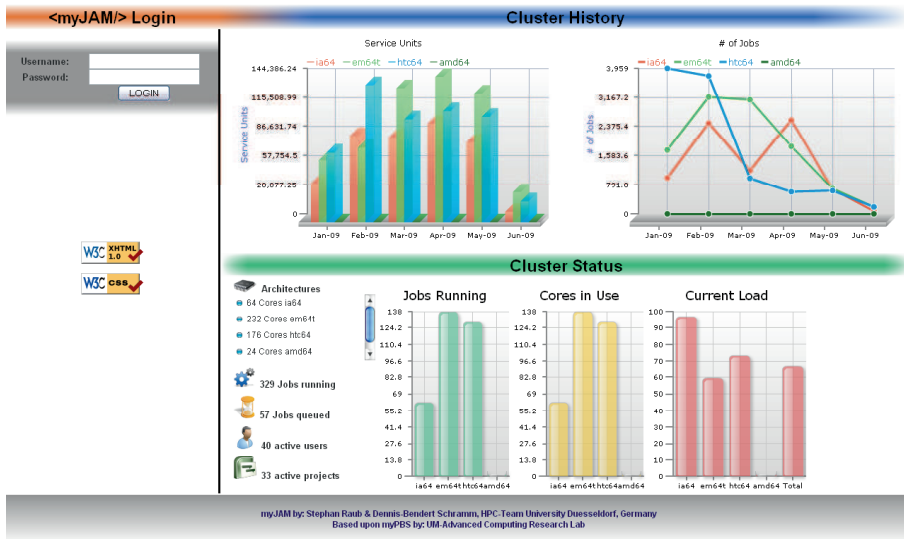 <myJAM/> Login
Username:
Password:
LOGIN
W3C XHTML 1.0
W3C css
Cluster History
Service Units
ia64 em64t htc64 amd64
Service Units
144,386.24
115,508.99
86,631.74
57,754.5
20,077.25
0
Jan-09 Feb-09 Mar-09 Apr-09 May-09 Jun-09
# of Jobs
ia64 em64t htc64 amd64
# of Jobs
3,959
3,167.2
2,375.4
1,583.6
791.0
0
Jan-09 Feb-09 Mar-09 Apr-09 May-09 Jun-09
Cluster Status
Architectures
64 Cores ia64
232 Cores em64t
176 Cores htc64
24 Cores amd64
329 Jobs running
57 Jobs queued
40 active users
33 active projects
Jobs Running
138
124.2
110.4
96.6
82.8
69
55.2
41.4
27.6
13.8
0
ia64 em64t htc64 amd64
Cores in Use
138
124.2
110.4
96.6
82.8
69
55.2
41.4
27.6
13.8
0
ia64 em64t htc64 amd64
Current Load
100
90
80
70
60
50
40
30
20
10
0
ia64 em64t htc64 amd64 Total
myJAM by: Stephan Raub & Dennis-Bendert Schramm, HPC-Team University Duesseldorf, Germany
Based upon myPBS by: UM-Advanced Computing Research Lab